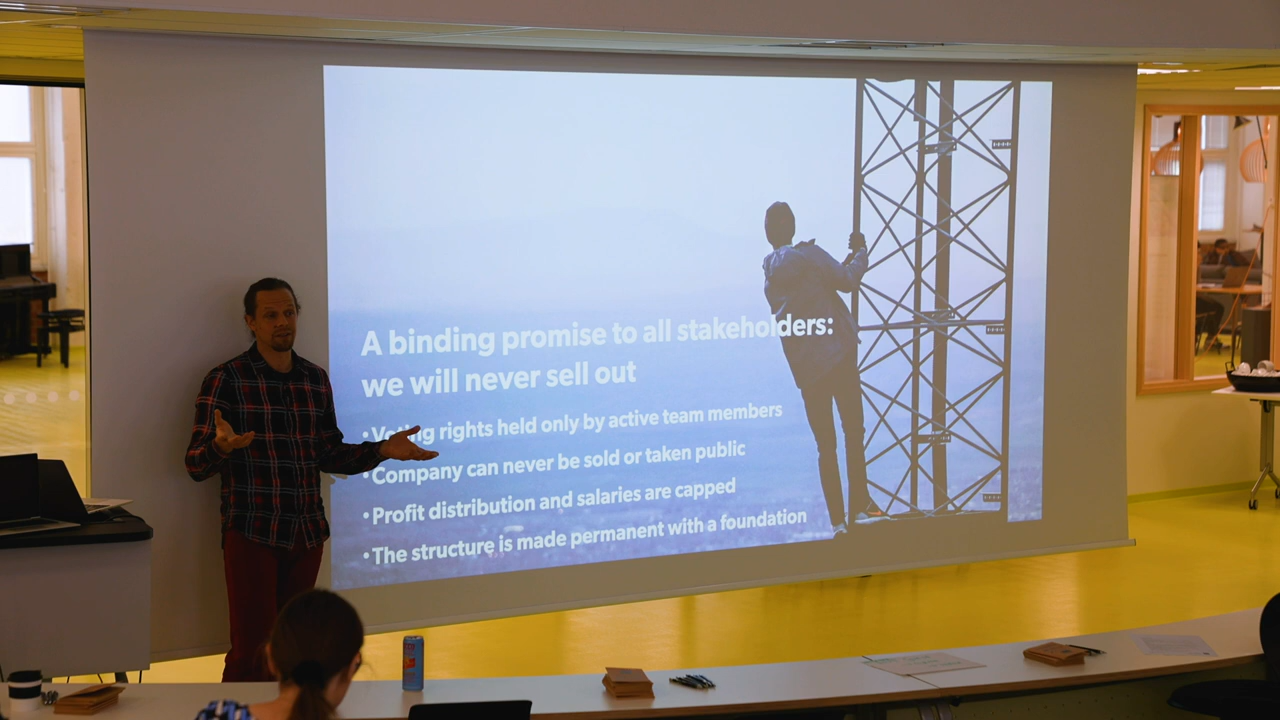 A binding promise to all stakeholders:
we will never sell out
• Voting rights held only by active team members
• Company can never be sold or taken public
• Profit distribution and salaries are capped
• The structure is made permanent with a foundation